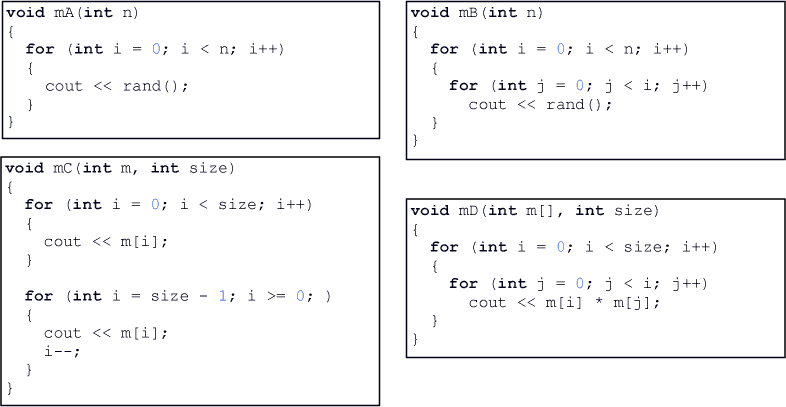 void mA(int n)
{
  for (int i = 0; i < n; i++)
  {
    cout << rand();
  }
}
void mB(int n)
{
  for (int i = 0; i < n; i++)
  {
    for (int j = 0; j < i; j++)
      cout << rand();
  }
}
void mC(int m, int size)
{
  for (int i = 0; i < size; i++)
  {
    cout << m[i];
  }

  for (int i = size - 1; i >= 0; )
  {
    cout << m[i];
    i--;
  }
}
void mD(int m[], int size)
{
  for (int i = 0; i < size; i++)
  {
    for (int j = 0; j < i; j++)
      cout << m[i] * m[j];
  }
}